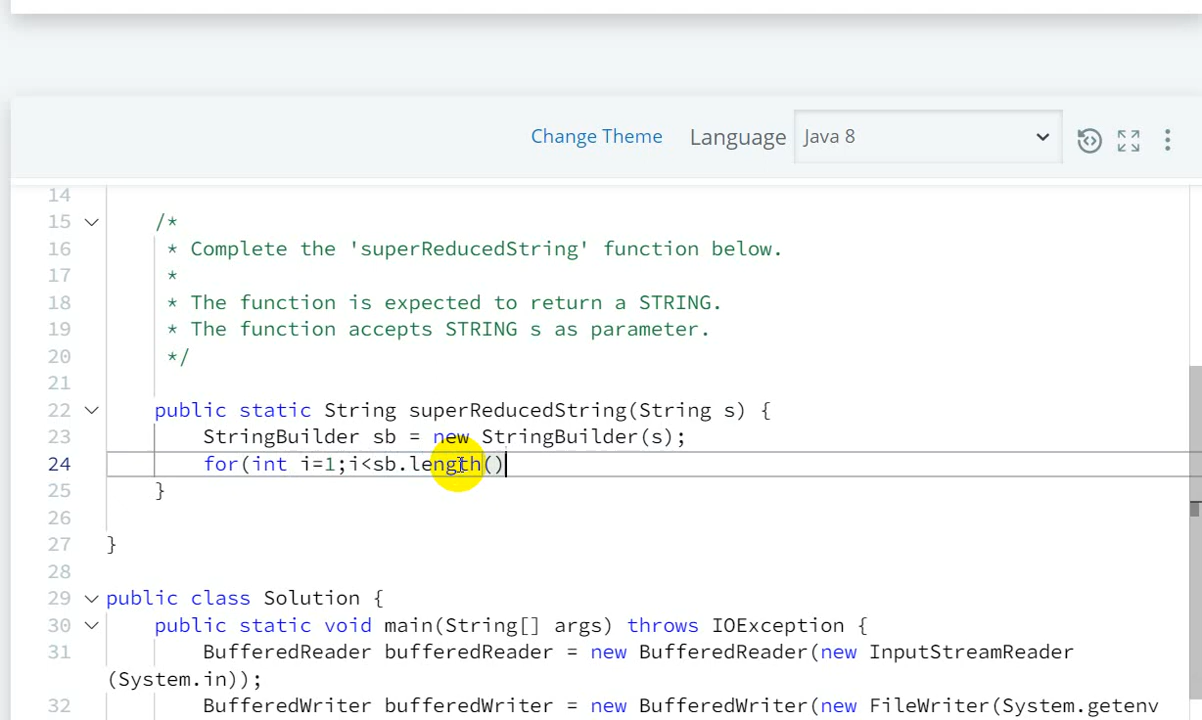 Change Theme Language Java 8
14
15 /*
16 * Complete the 'superReducedString' function below.
17 *
18 * The function is expected to return a STRING.
19 * The function accepts STRING s as parameter.
20 */
21
22 public static String superReducedString(String s) {
23 StringBuilder sb = new StringBuilder(s);
24 for(int i=1;i<sb.length()
25 }
26
27 }
28
29 public class Solution {
30 public static void main(String[] args) throws IOException {
31 BufferedReader bufferedReader = new BufferedReader(new InputStreamReader
(System.in));
32 BufferedWriter bufferedWriter = new BufferedWriter(new FileWriter(System.getenv